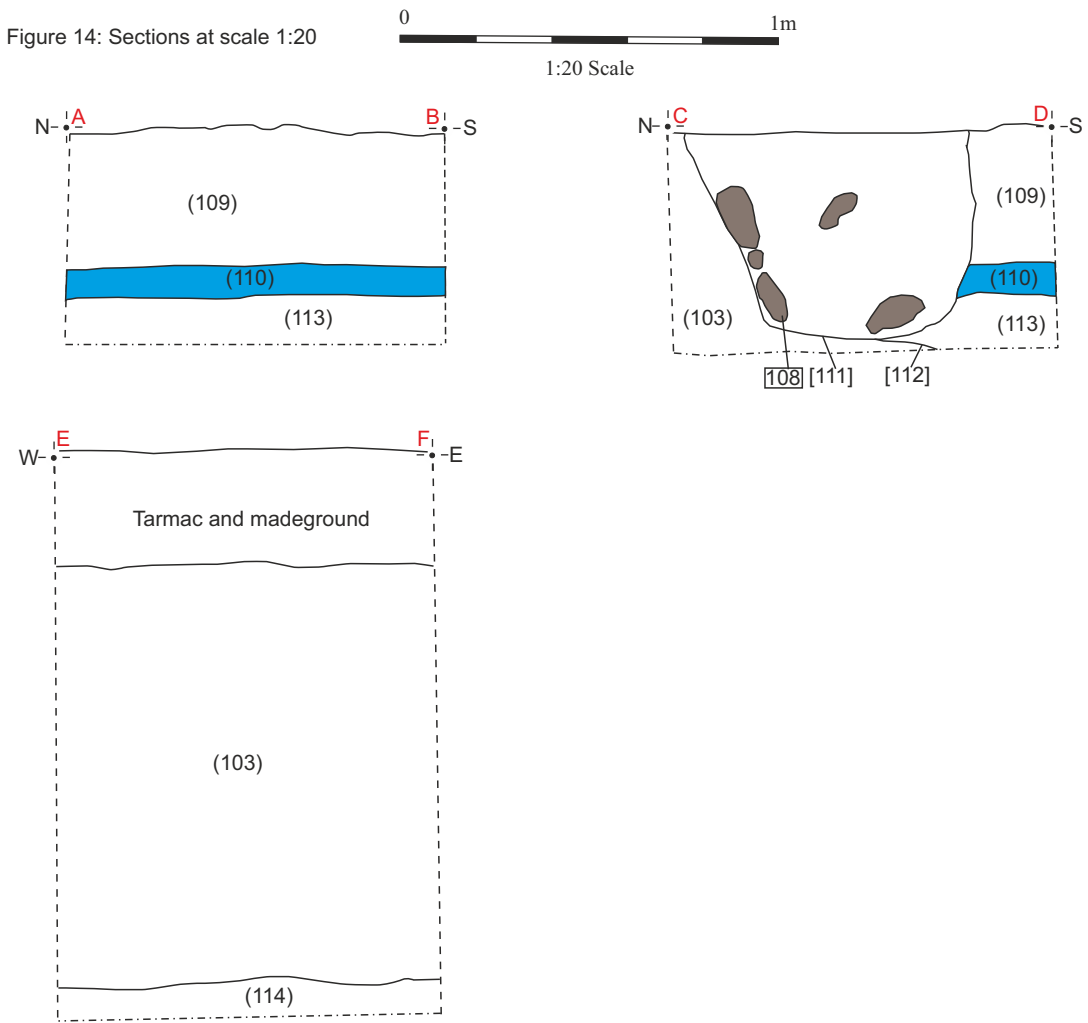 Figure 14: Sections at scale 1:20
0 1m
1:20 Scale
N A B S
(109)
(110)
(113)
N C D S
(109)
(110)
(103) (113)
108 [111] [112]
W E F E
Tarmac and madeground
(103)
(114)